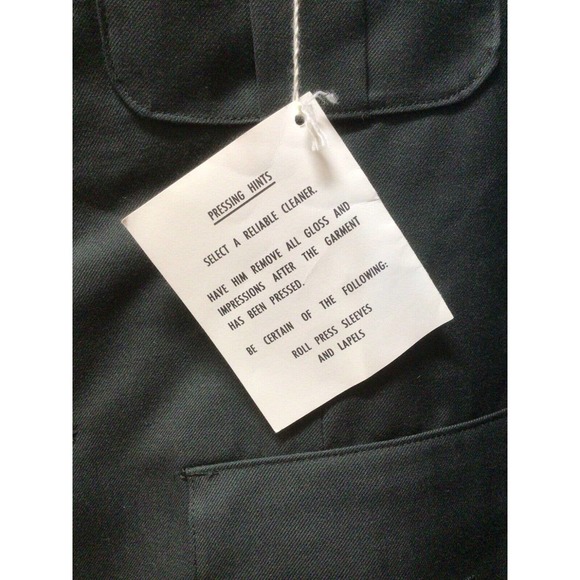 PRESSING HINTS
SELECT A RELIABLE CLEANER.
HAVE HIM REMOVE ALL GLOSS AND
IMPRESSIONS AFTER THE GARMENT
HAS BEEN PRESSED.
BE CERTAIN OF THE FOLLOWING:
ROLL PRESS SLEEVES
AND LAPELS